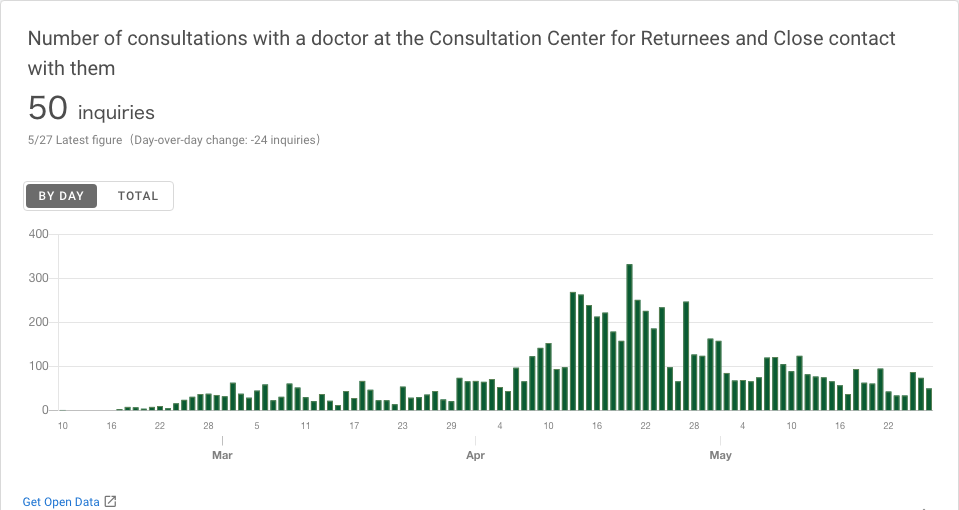 Number of consultations with a doctor at the Consultation Center for Returnees and Close contact
with them
50 inquiries
5/27 Latest figure（Day-over-day change: -24 inquiries）
BY DAY TOTAL
400
300
200
100
0
10 16 22 28 5 11 17 23 29 4 10 16 22 28 4 10 16 22
Mar Apr May
Get Open Data